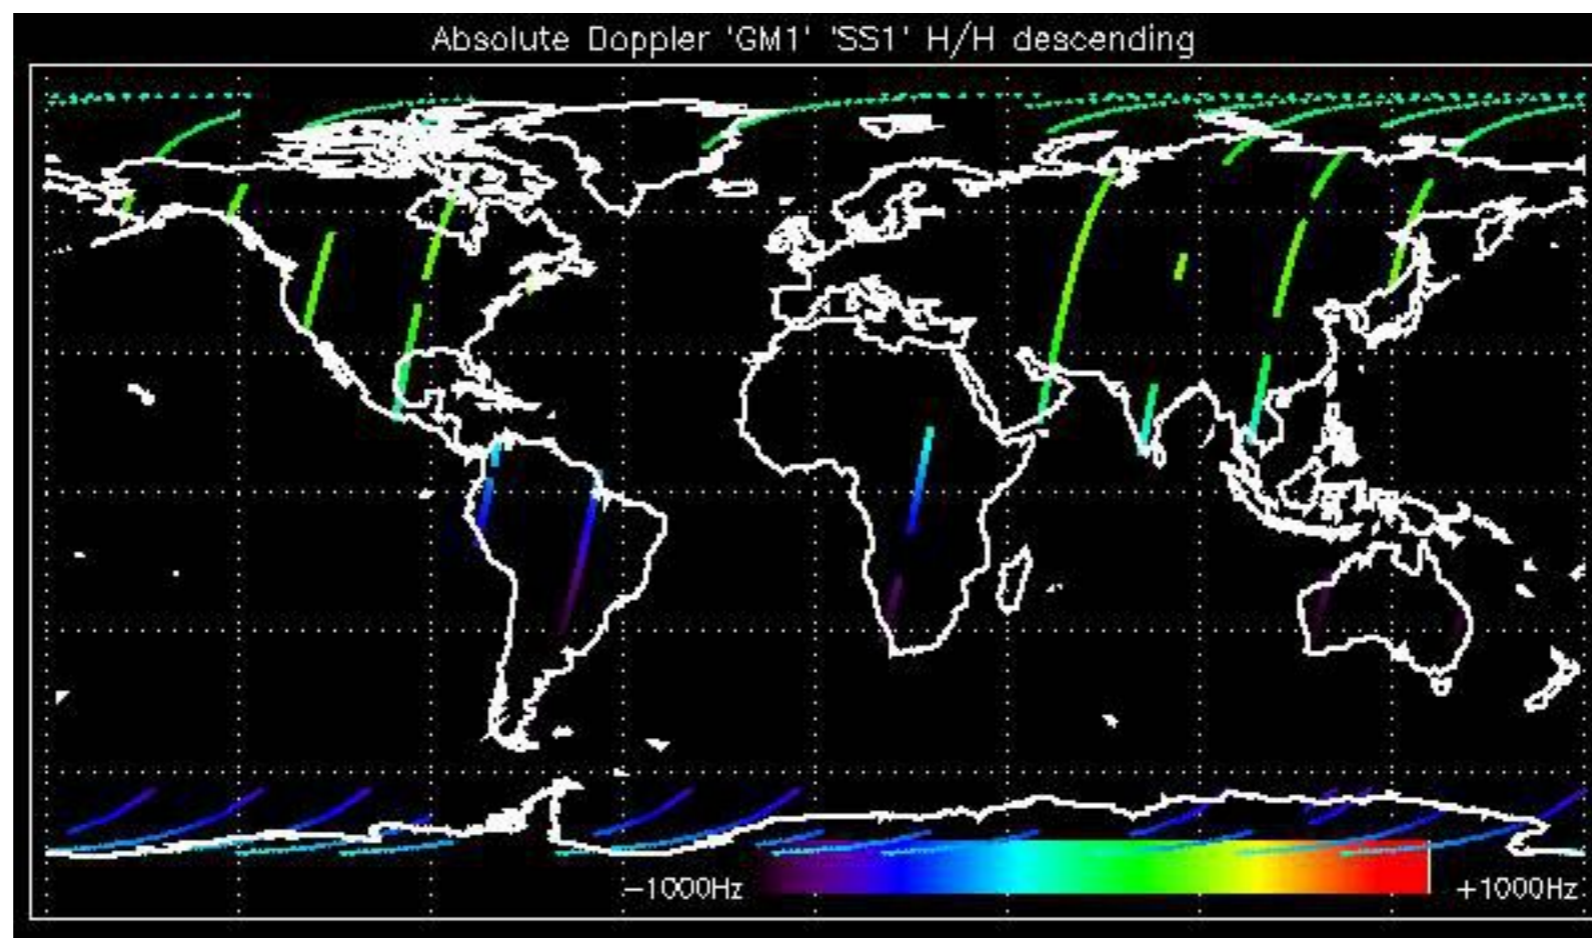 Absolute Doppler 'GM1' 'SS1' H/H descending
−1000Hz
+1000Hz